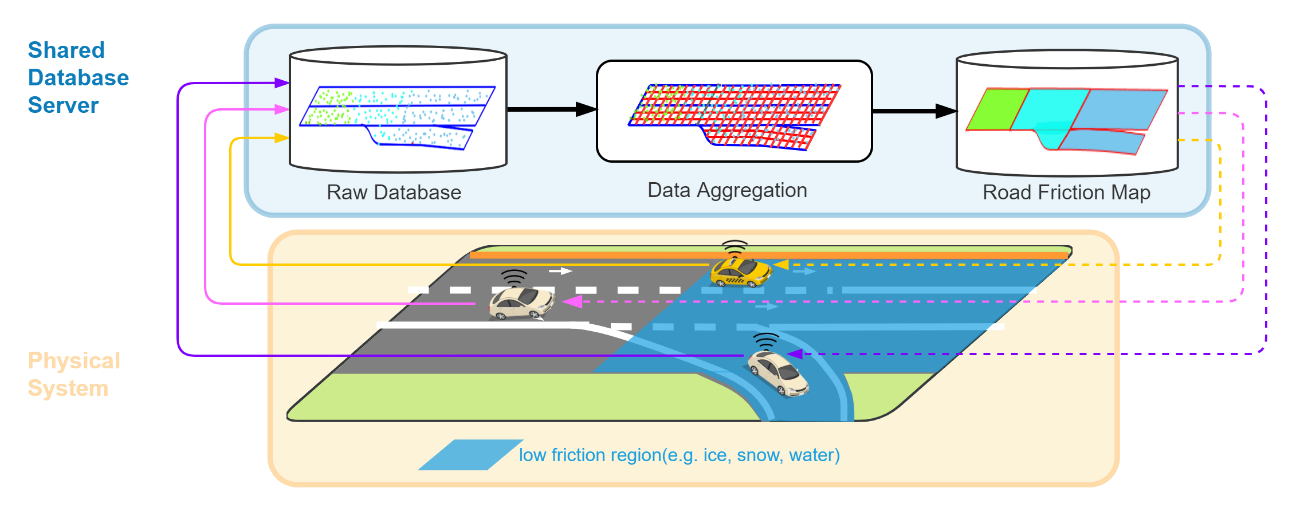 Shared
Database
Server
Raw Database
Data Aggregation
Road Friction Map
Physical
System
low friction region(e.g. ice, snow, water)